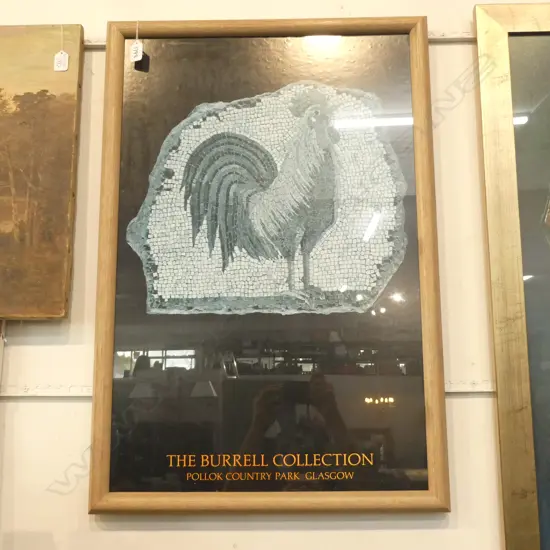 THE BURRELL COLLECTION
POLLOK COUNTRY PARK GLASGOW